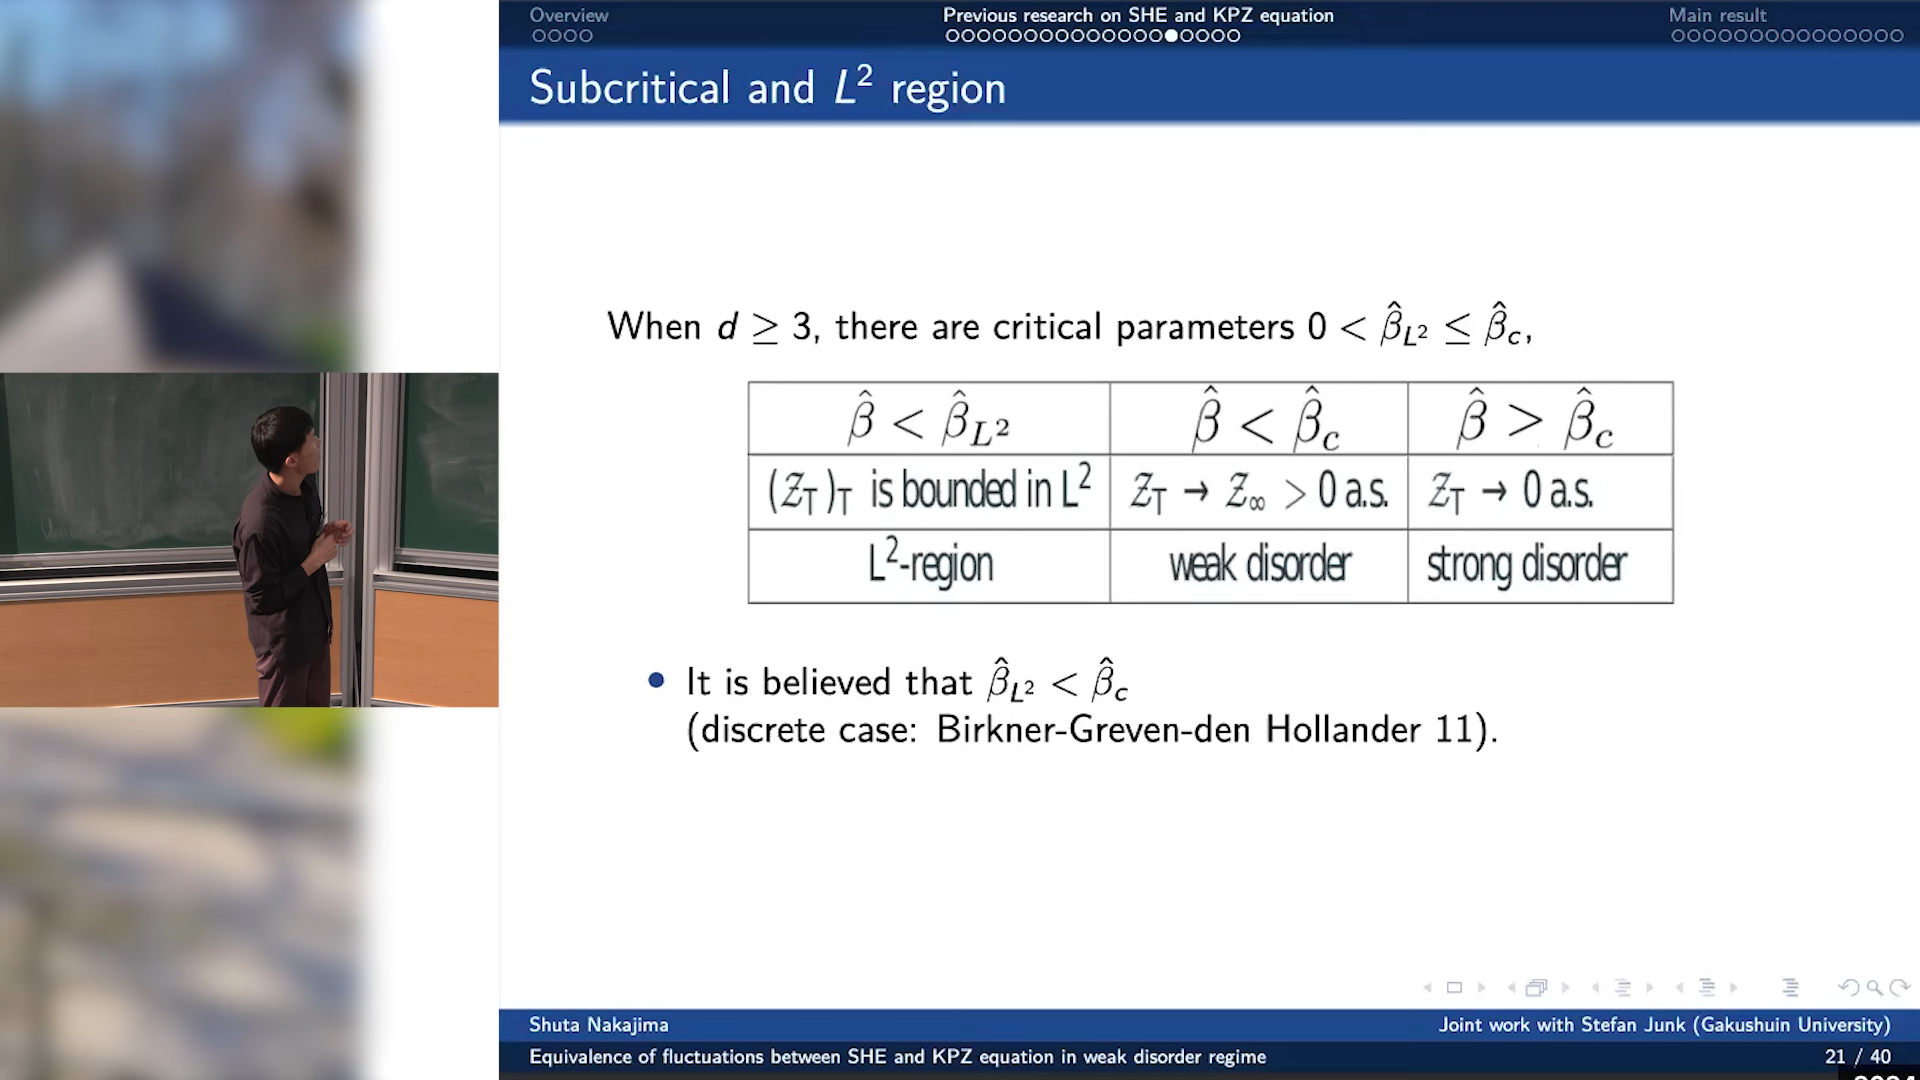 Overview
Previous research on SHE and KPZ equation
Main result
Subcritical and L² region
When d ≥ 3, there are critical parameters 0 < β̂_{L²} ≤ β̂_c,
β̂ < β̂_{L²} β̂ < β̂_c β̂ > β̂_c
(𝒵_T)_T is bounded in L² 𝒵_T → 𝒵_∞ > 0 a.s. 𝒵_T → 0 a.s.
L²-region weak disorder strong disorder
• It is believed that β̂_{L²} < β̂_c
(discrete case: Birkner-Greven-den Hollander 11).
Shuta Nakajima
Joint work with Stefan Junk (Gakushuin University)
Equivalence of fluctuations between SHE and KPZ equation in weak disorder regime
21 / 40